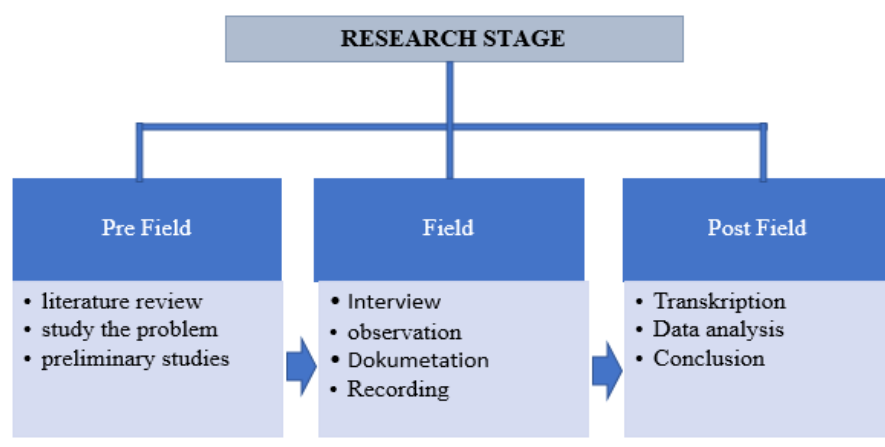 RESEARCH STAGE
Pre Field
• literature review
• study the problem
• preliminary studies
Field
• Interview
• observation
• Dokumetation
• Recording
Post Field
• Transkription
• Data analysis
• Conclusion